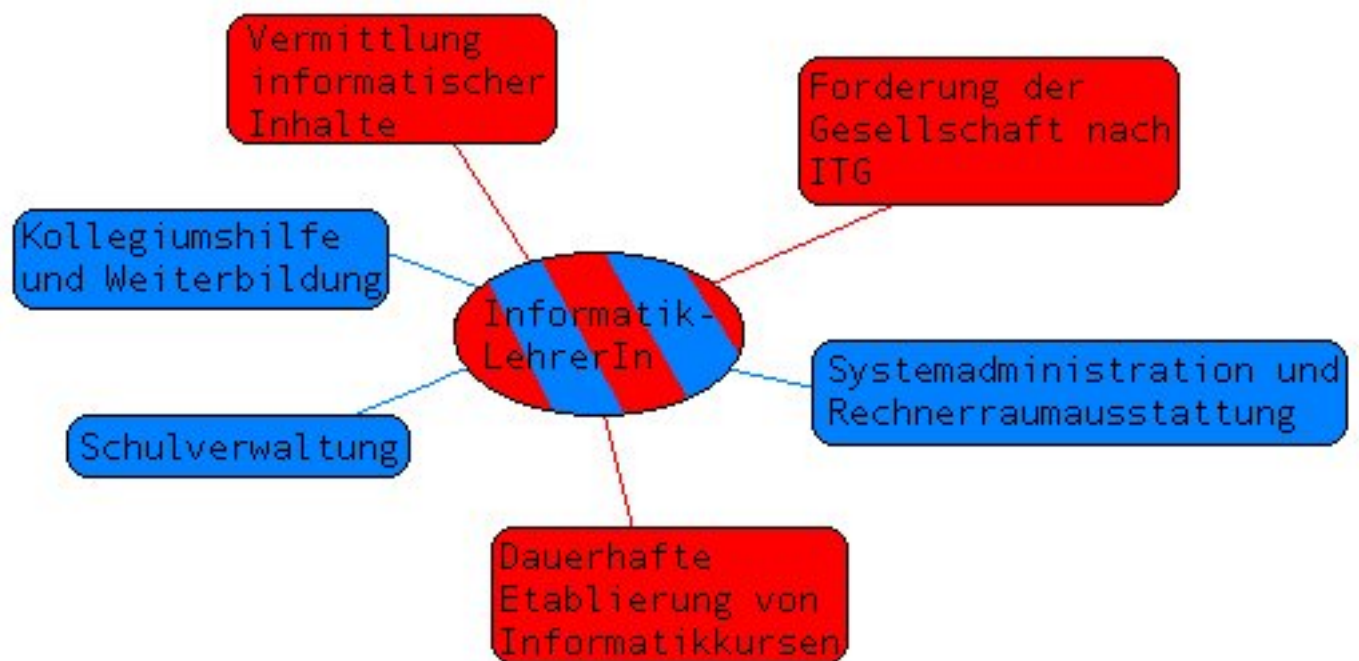 Vermittlung
informatischer
Inhalte
Forderung der
Gesellschaft nach
ITG
Kollegiumshilfe
und Weiterbildung
Informatik-
LehrerIn
Systemadministration und
Rechnerraumausstattung
Schulverwaltung
Dauerhafte
Etablierung von
Informatikkursen